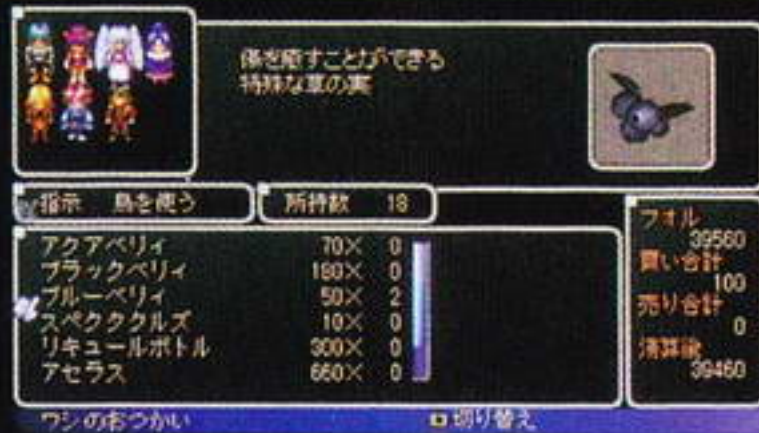 傷を癒すことができる
特殊な草の実
指示 鳥を使う
所持数 18
アクアベリィ 70× 0
ブラックベリィ 180× 0
ブルーベリィ 50× 2
スペクタクルズ 10× 0
リキュールボトル 300× 0
アセラス 660× 0
フォル
39560
買い合計
100
売り合計
0
清算後
39460
ワシのおつかい
切り替え